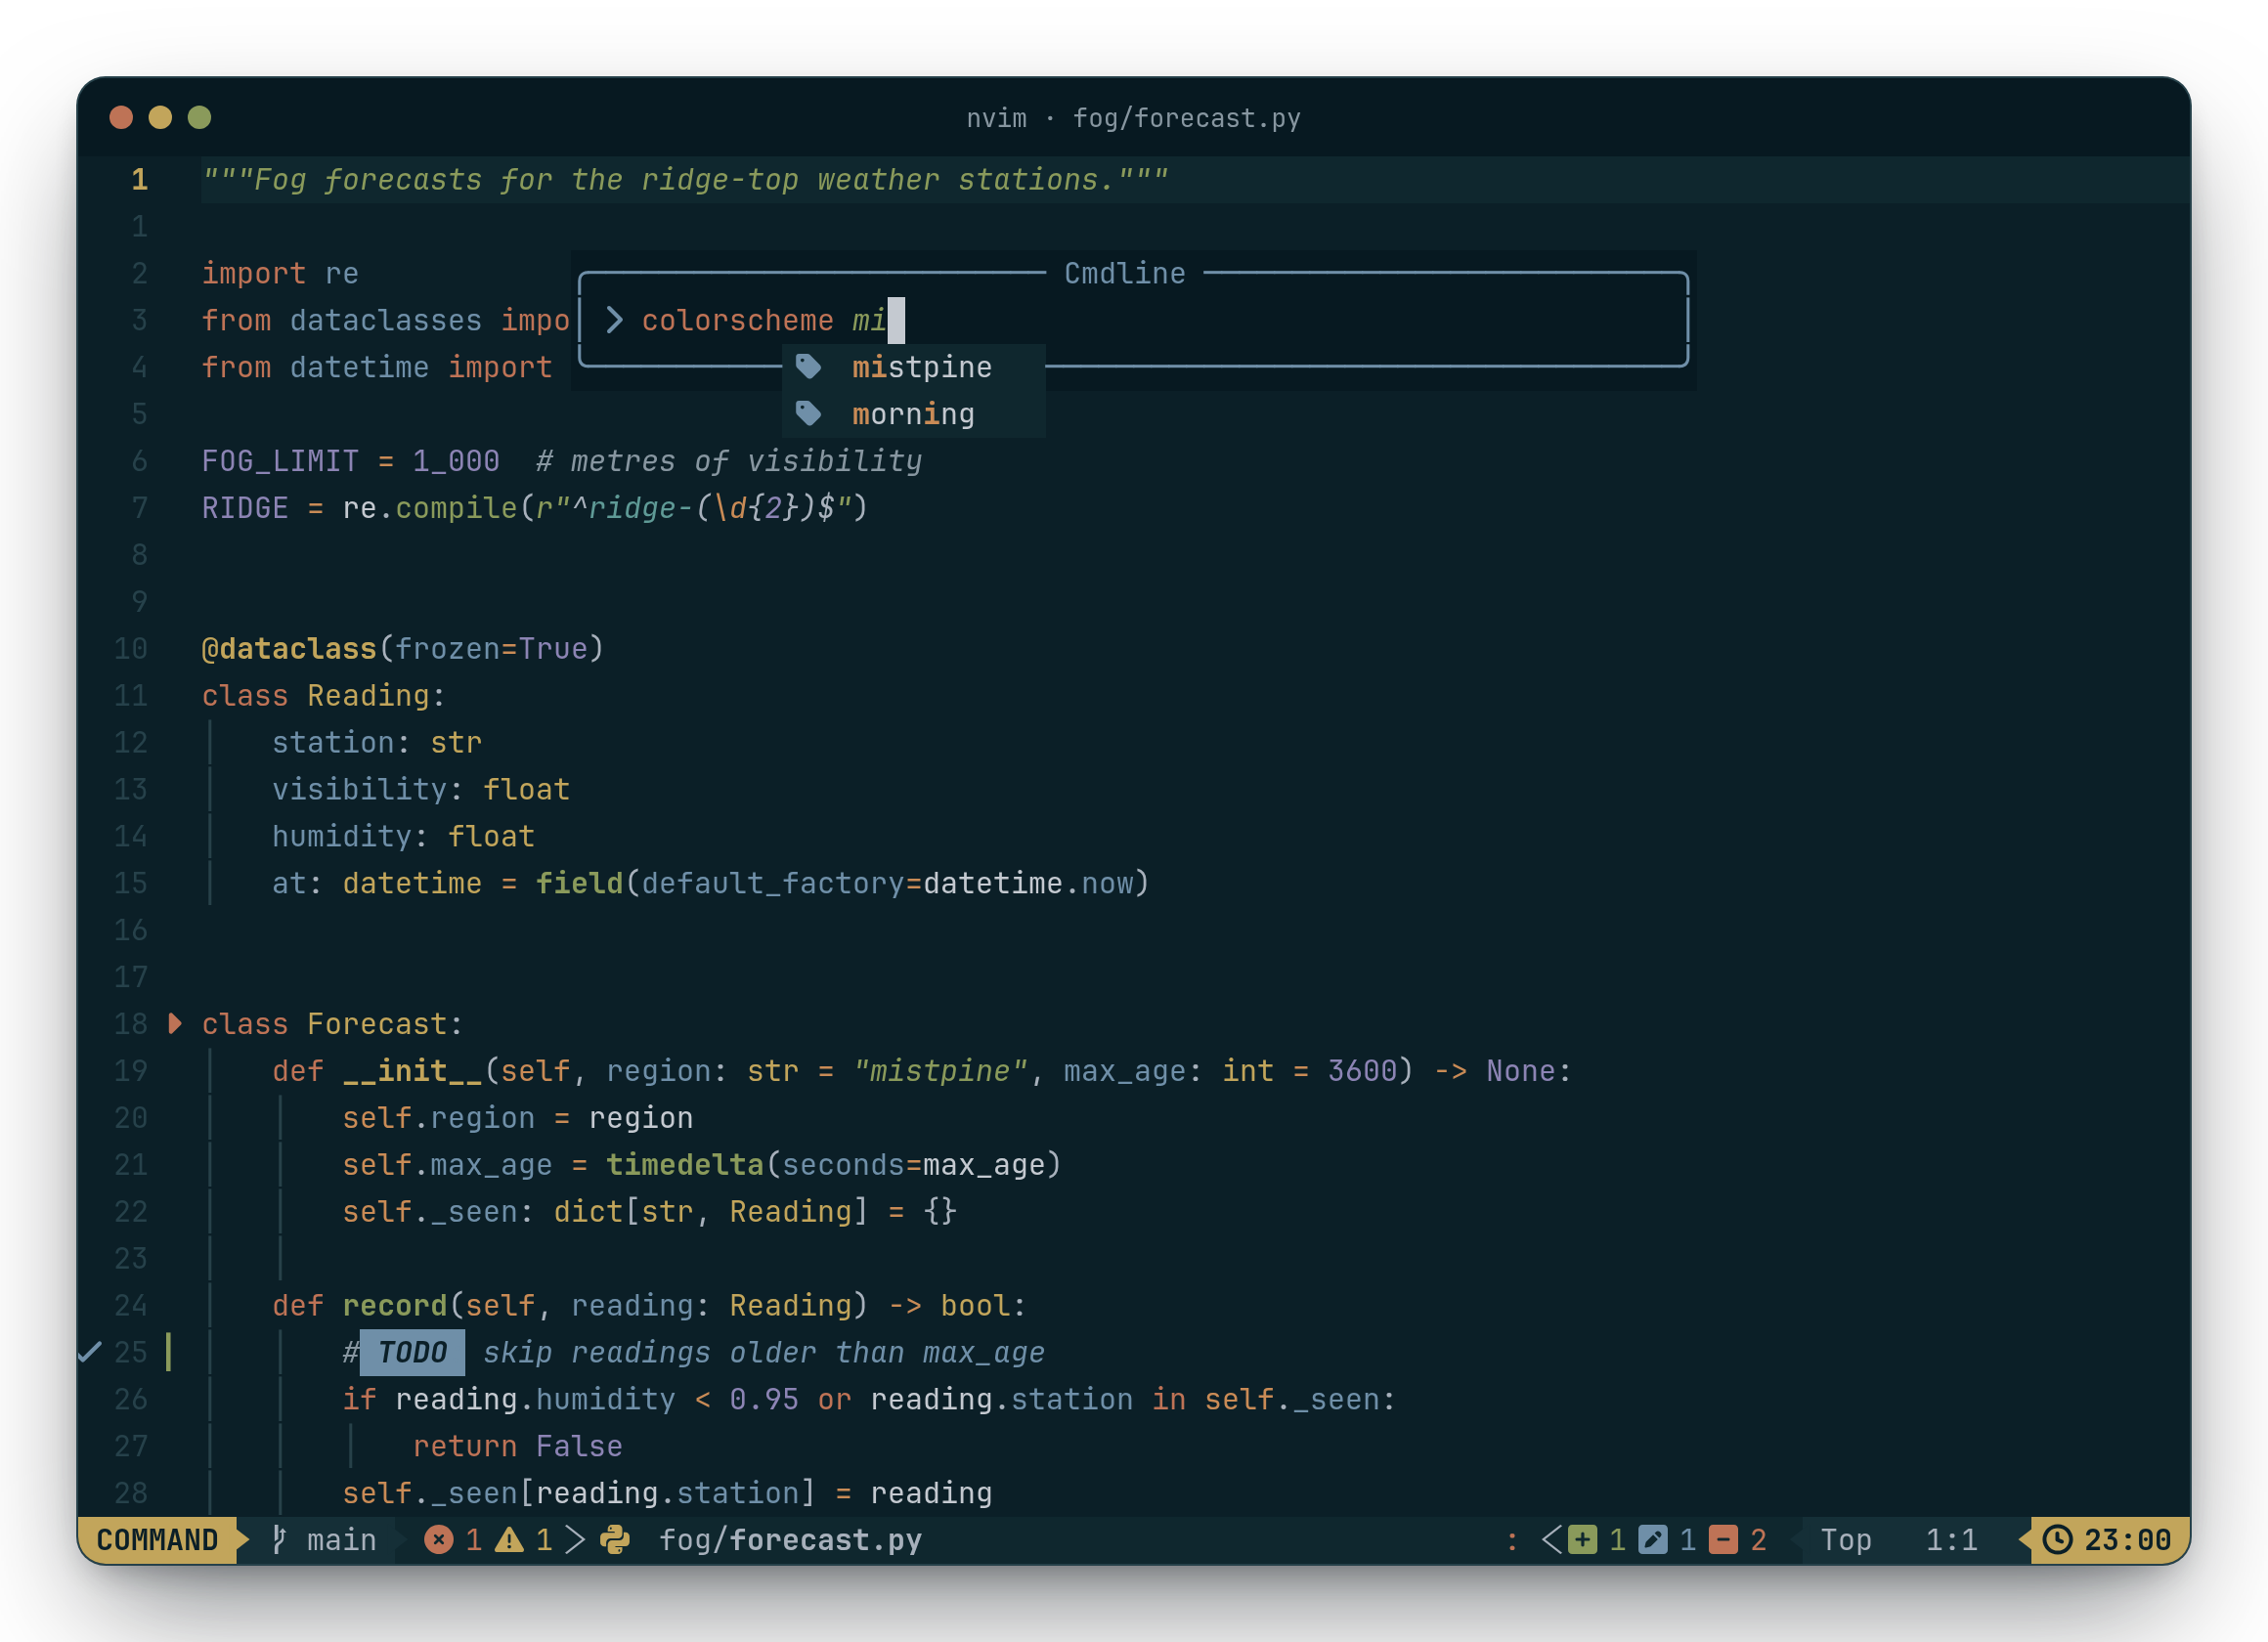 nvim · fog/forecast.py
1 """Fog forecasts for the ridge-top weather stations."""
1
2 import re
Cmdline
3 from dataclasses impo
colorscheme mi
4 from datetime import
mistpine
5
morning
6 FOG_LIMIT = 1_000  # metres of visibility
7 RIDGE = re.compile(r"^ridge-(\d{2})$")
8
9
10 @dataclass(frozen=True)
11 class Reading:
12 station: str
13 visibility: float
14 humidity: float
15 at: datetime = field(default_factory=datetime.now)
16
17
18 class Forecast:
19 def __init__(self, region: str = "mistpine", max_age: int = 3600) -> None:
20 self.region = region
21 self.max_age = timedelta(seconds=max_age)
22 self._seen: dict[str, Reading] = {}
23
24 def record(self, reading: Reading) -> bool:
25 # TODO skip readings older than max_age
26 if reading.humidity < 0.95 or reading.station in self._seen:
27 return False
28 self._seen[reading.station] = reading
COMMAND main 1 1 fog/forecast.py : 1 1 2 Top 1:1 23:00